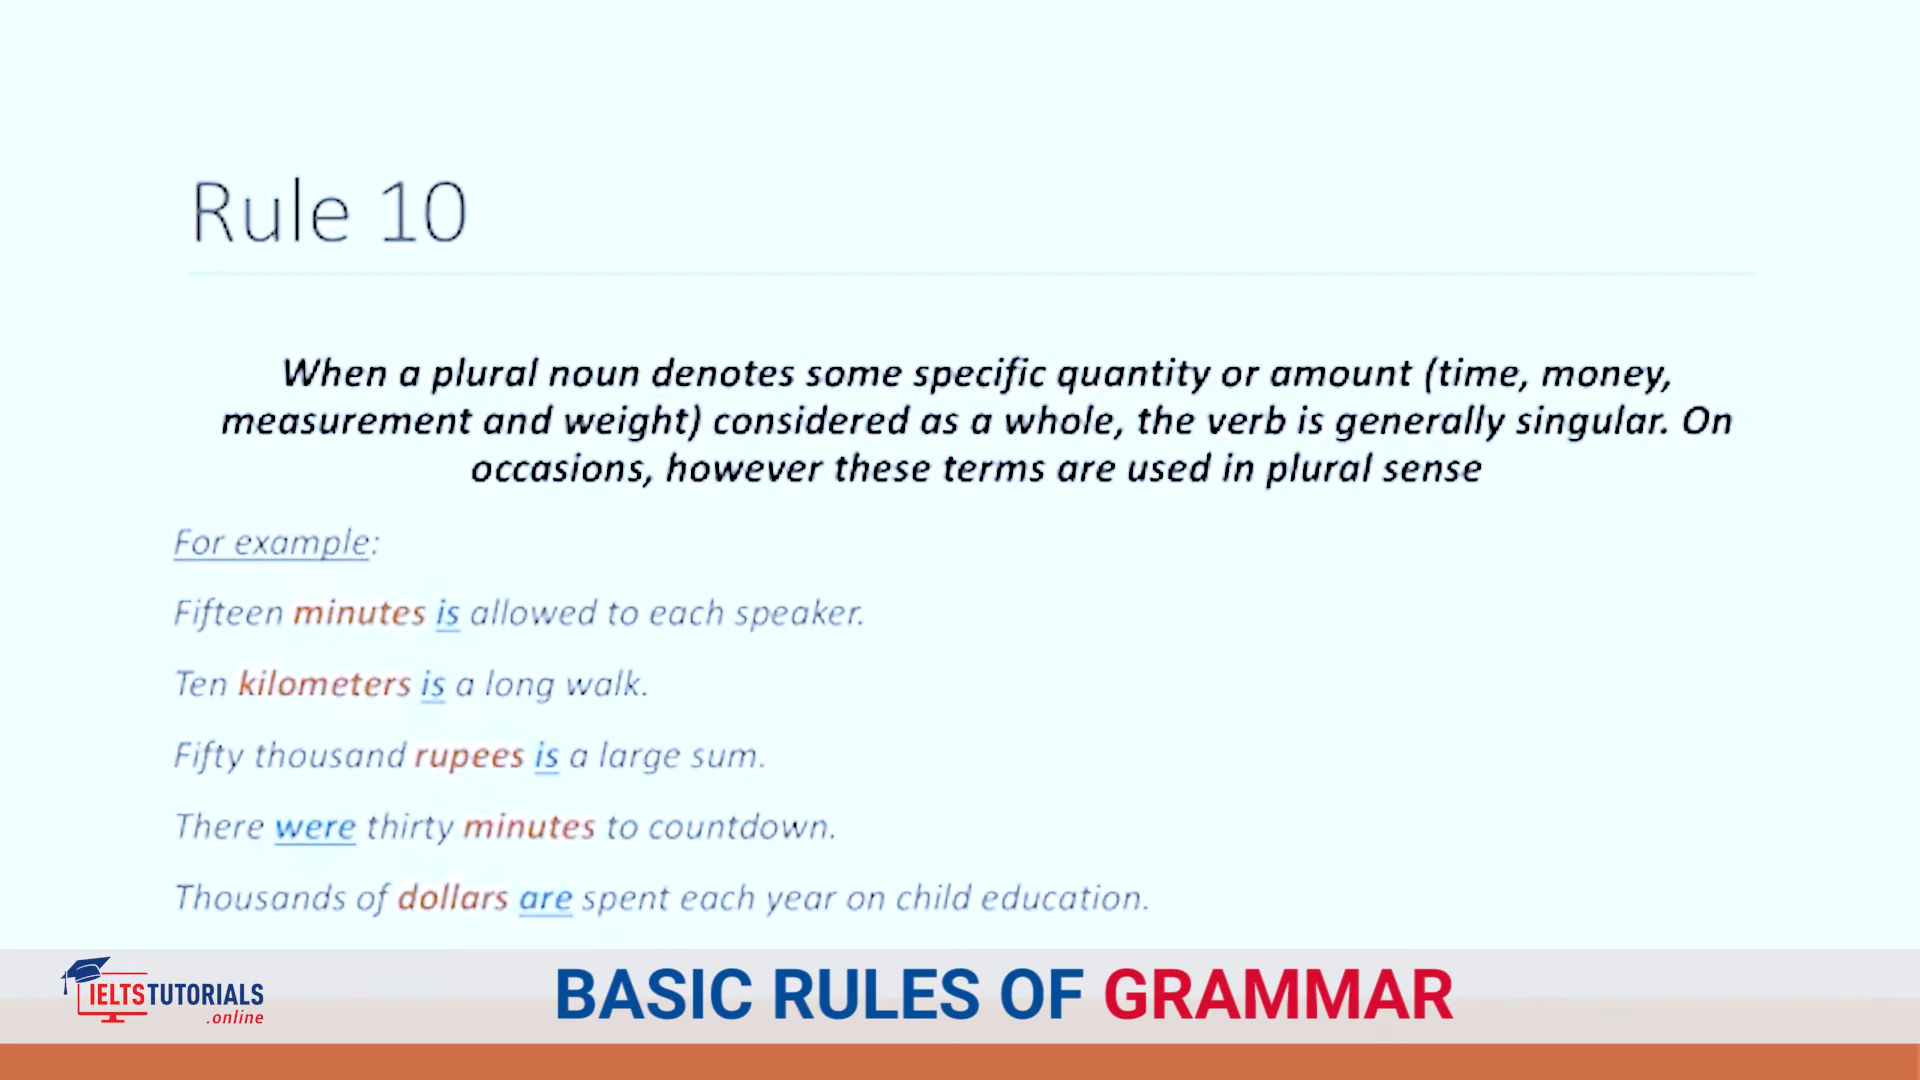 Rule 10
When a plural noun denotes some specific quantity or amount (time, money,
measurement and weight) considered as a whole, the verb is generally singular. On
occasions, however these terms are used in plural sense
For example:
Fifteen minutes is allowed to each speaker.
Ten kilometers is a long walk.
Fifty thousand rupees is a large sum.
There were thirty minutes to countdown.
Thousands of dollars are spent each year on child education.
IELTSTUTORIALS
.online
BASIC RULES OF GRAMMAR